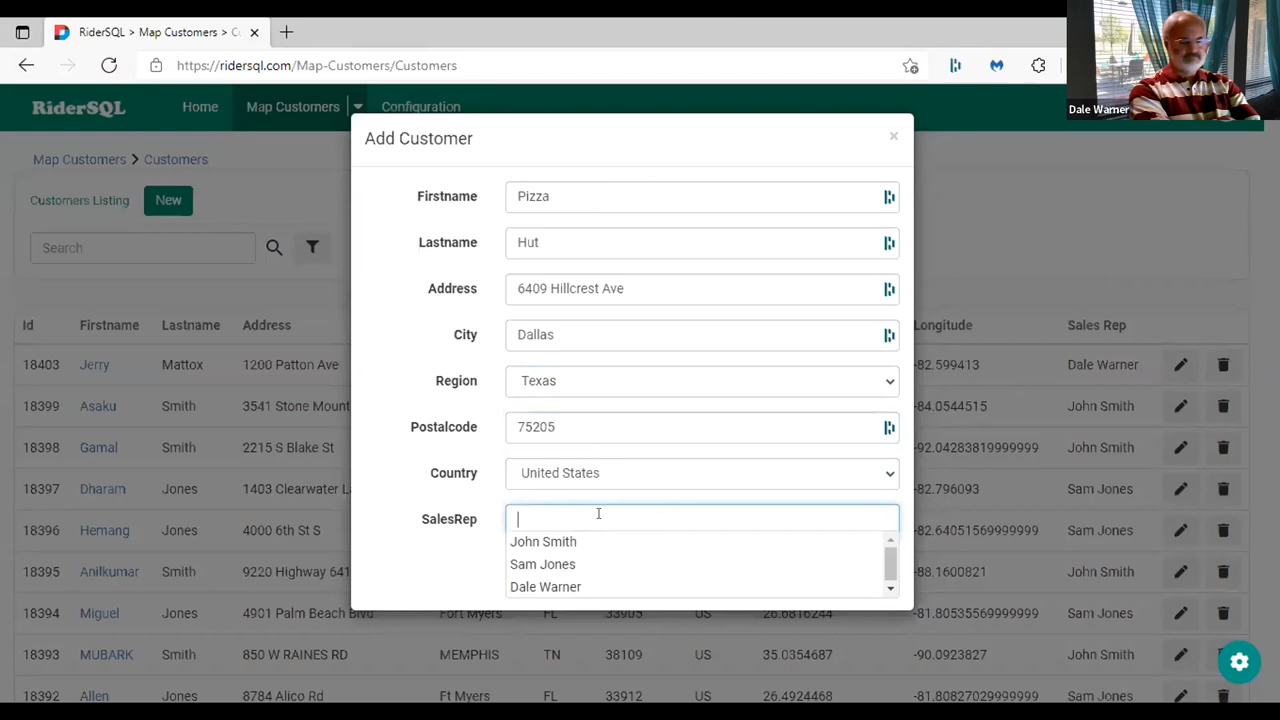 RiderSQL > Map Customers > Cu
https://ridersql.com/Map-Customers/Customers
Dale Warner
RiderSQL Home Map Customers Configuration
Map Customers > Customers
Customers Listing New
Search
Add Customer ×
Firstname Pizza
Lastname Hut
Address 6409 Hillcrest Ave
City Dallas
Region Texas
Postalcode 75205
Country United States
SalesRep
John Smith
Sam Jones
Dale Warner
Id Firstname Lastname Address Longitude Sales Rep
18403 Jerry Mattox 1200 Patton Ave -82.599413 Dale Warner
18399 Asaku Smith 3541 Stone Mount -84.0544515 John Smith
18398 Gamal Smith 2215 S Blake St -92.04283819999999 John Smith
18397 Dharam Jones 1403 Clearwater L -82.796093 Sam Jones
18396 Hemang Jones 4000 6th St S -82.64051 Sam Jones
18395 Anilkumar Smith 9220 Highway 641 -88.1600821 John Smith
18394 Miguel Jones 4901 Palm Beach Blvd Fort Myers FL 33905 US 26.6816244 -81.80535569999999 Sam Jones
18393 MUBARK Smith 850 W RAINES RD MEMPHIS TN 38109 US 35.0354687 -90.0923827 John Smith
18392 Allen Jones 8784 Alico Rd Ft Myers FL 33912 US 26.4924468 -81.80827029999999 Sam Jones